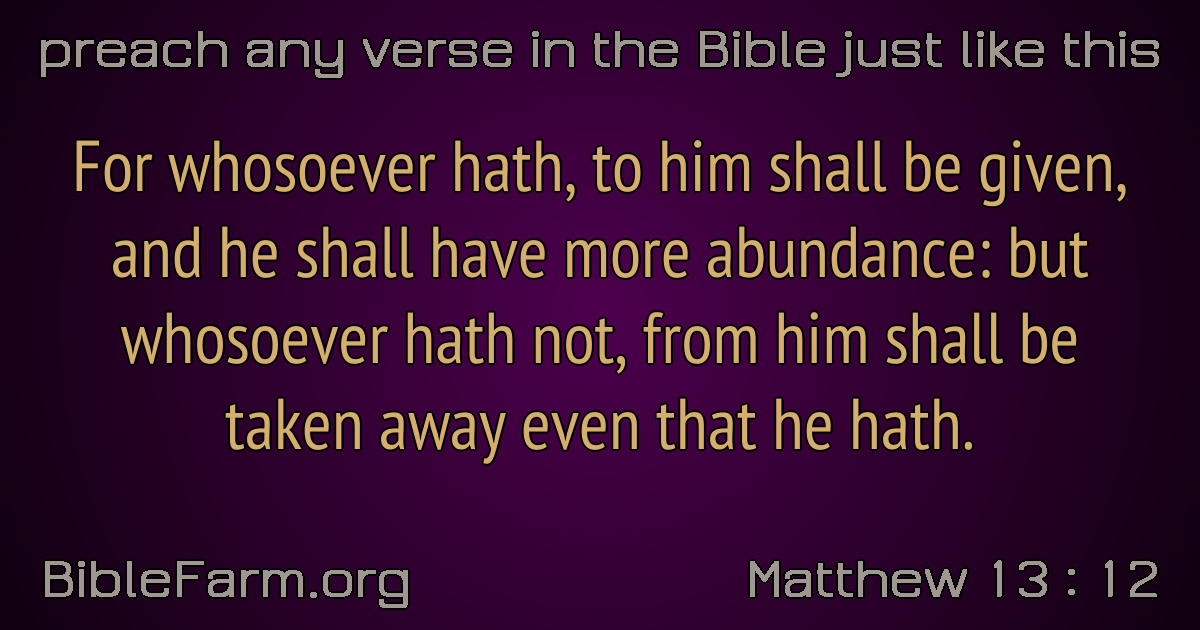 preach any verse in the Bible just like this
For whosoever hath, to him shall be given,
and he shall have more abundance: but
whosoever hath not, from him shall be
taken away even that he hath.
BibleFarm.org
Matthew 13 : 12